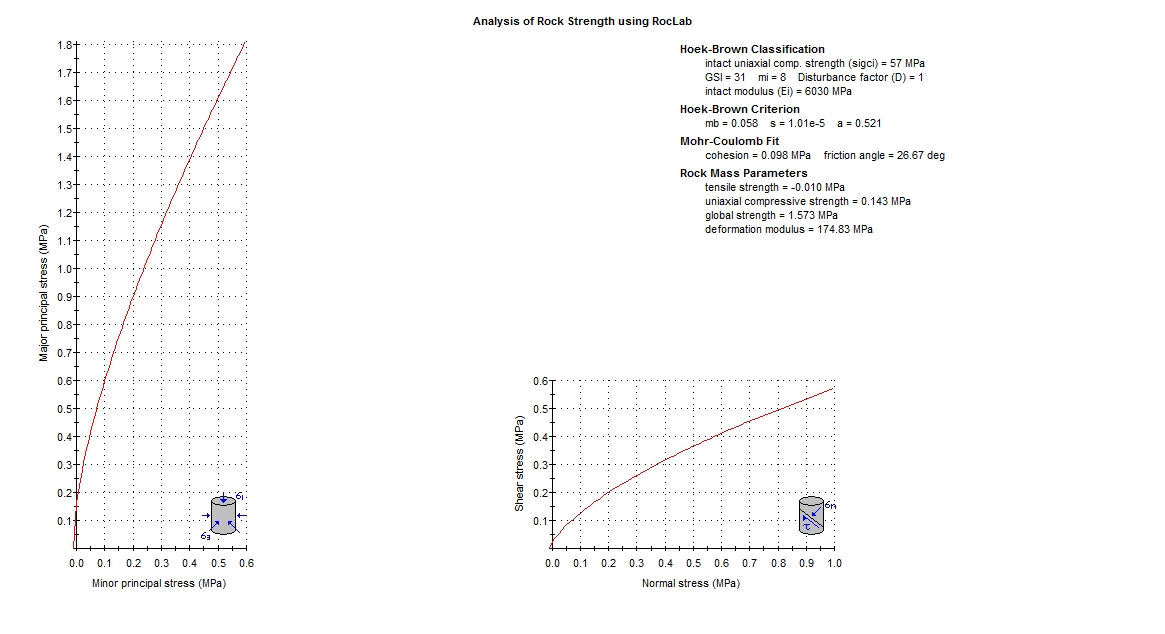 Analysis of Rock Strength using RocLab
Hoek-Brown Classification
intact uniaxial comp. strength (sigci) = 57 MPa
GSI = 31 mi = 8 Disturbance factor (D) = 1
intact modulus (Ei) = 6030 MPa
Hoek-Brown Criterion
mb = 0.058 s = 1.01e-5 a = 0.521
Mohr-Coulomb Fit
cohesion = 0.098 MPa friction angle = 26.67 deg
Rock Mass Parameters
tensile strength = -0.010 MPa
uniaxial compressive strength = 0.143 MPa
global strength = 1.573 MPa
deformation modulus = 174.83 MPa
Major principal stress (MPa)
1.8
1.7
1.6
1.5
1.4
1.3
1.2
1.1
1.0
0.9
0.8
0.7
0.6
0.5
0.4
0.3
0.2
0.1
0.0 0.1 0.2 0.3 0.4 0.5 0.6
Minor principal stress (MPa)
σ1
σ3
Shear stress (MPa)
0.6
0.5
0.4
0.3
0.2
0.1
0.0 0.1 0.2 0.3 0.4 0.5 0.6 0.7 0.8 0.9 1.0
Normal stress (MPa)
σn
τ